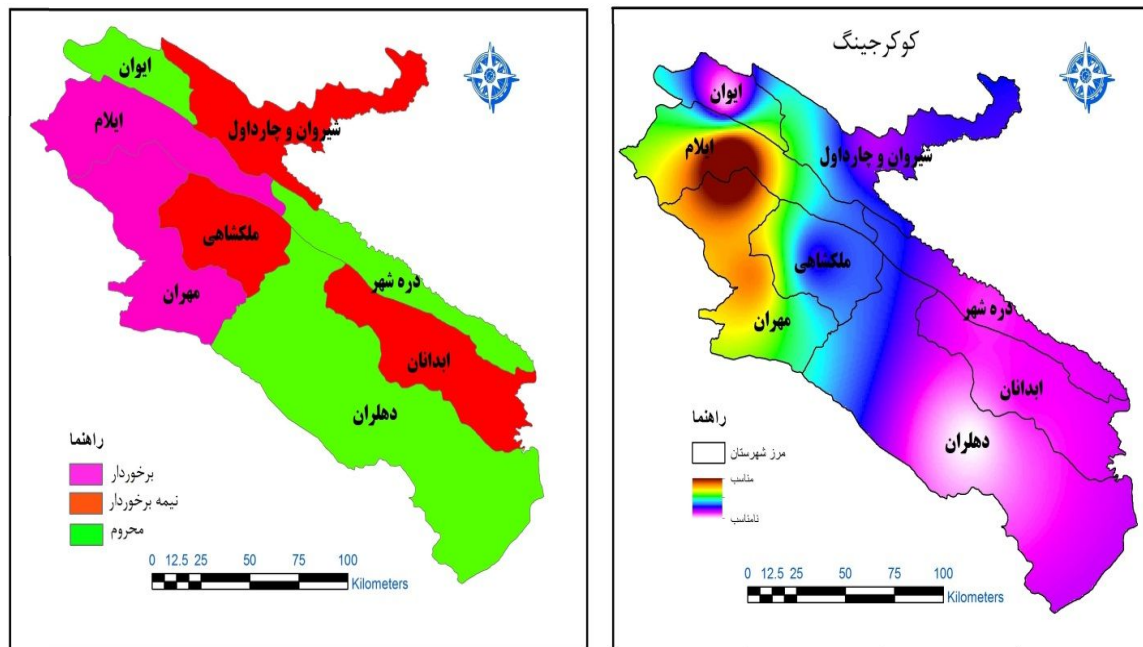 ایوان
ایلام
شیروان و چارداول
ملکشاهی
مهران
دره شهر
ابدانان
دهلران
راهنما
برخوردار
نیمه برخوردار
محروم
0 12.5 25 50 75 100
Kilometers
کوکرجینگ
ایوان
ایلام
شیروان و چارداول
ملکشاهی
مهران
دره شهر
ابدانان
دهلران
راهنما
مرز شهرستان
مناسب
نامناسب
0 12.5 25 50 75 100
Kilometers